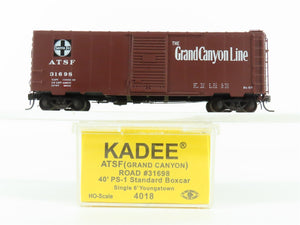 THE
Grand Canyon Line
Santa Fe
ATSF
31698
KADEE®
ATSF(GRAND CANYON)
ROAD #31698
40' PS-1 Standard Boxcar
Single 6' Youngstown
HO-Scale
4018